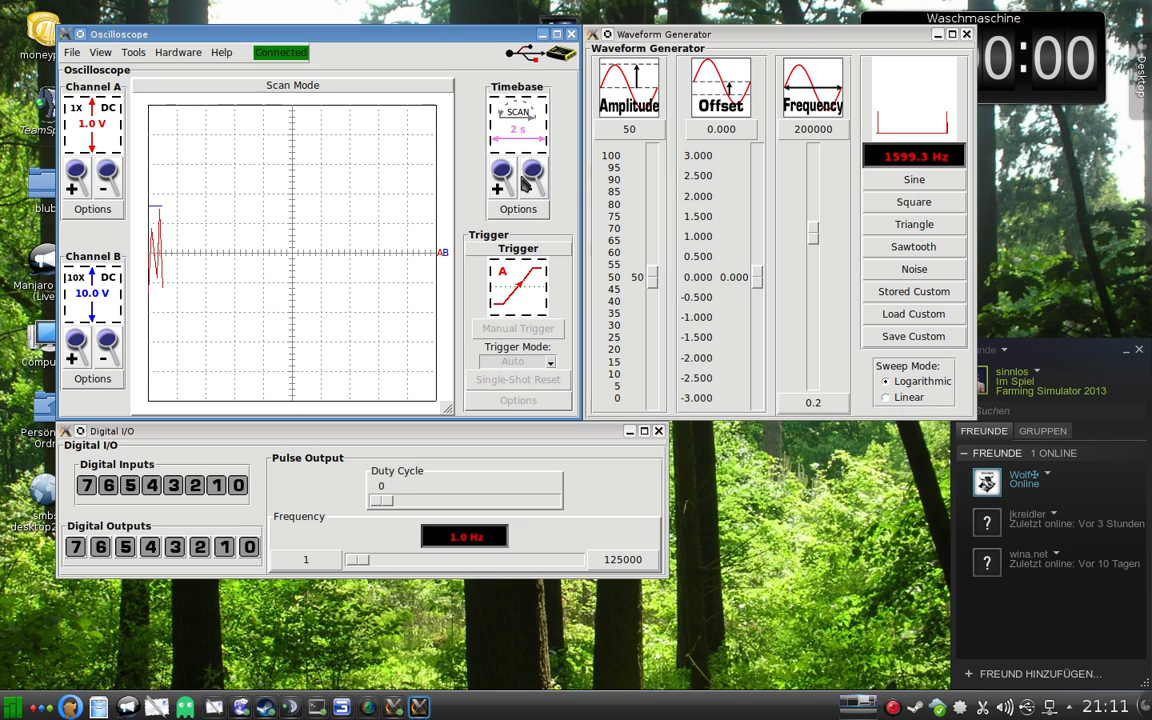 Oscilloscope
File View Tools Hardware Help Connected
Oscilloscope
Channel A
1X DC
1.0 V
+ -
Options
Channel B
10X DC
10.0 V
+ -
Options
Scan Mode
AB
Timebase
SCAN
2 s
+ -
Options
Trigger
Trigger
A
Manual Trigger
Trigger Mode:
Auto
Single-Shot Reset
Options
Waveform Generator
Waveform Generator
Amplitude
50
100
95
90
85
80
75
70
65
60
55
50 50
45
40
35
30
25
20
15
10
5
0
Offset
0.000
3.000
2.500
2.000
1.500
1.000
0.500
0.000 0.000
-0.500
-1.000
-1.500
-2.000
-2.500
-3.000
Frequency
200000
0.2
1599.3 Hz
Sine
Square
Triangle
Sawtooth
Noise
Stored Custom
Load Custom
Save Custom
Sweep Mode:
Logarithmic
Linear
Digital I/O
Digital I/O
Digital Inputs
7 6 5 4 3 2 1 0
Digital Outputs
7 6 5 4 3 2 1 0
Pulse Output
Duty Cycle
0
Frequency
1.0 Hz
1 125000
Waschmaschine
0:00
Desktop
sinnlos
Im Spiel
Farming Simulator 2013
FREUNDE GRUPPEN
FREUNDE 1 ONLINE
Online
jkreidler
Zuletzt online: Vor 3 Stunden
wina.net
Zuletzt online: Vor 10 Tagen
+ FREUND HINZUFÜGEN...
21:11